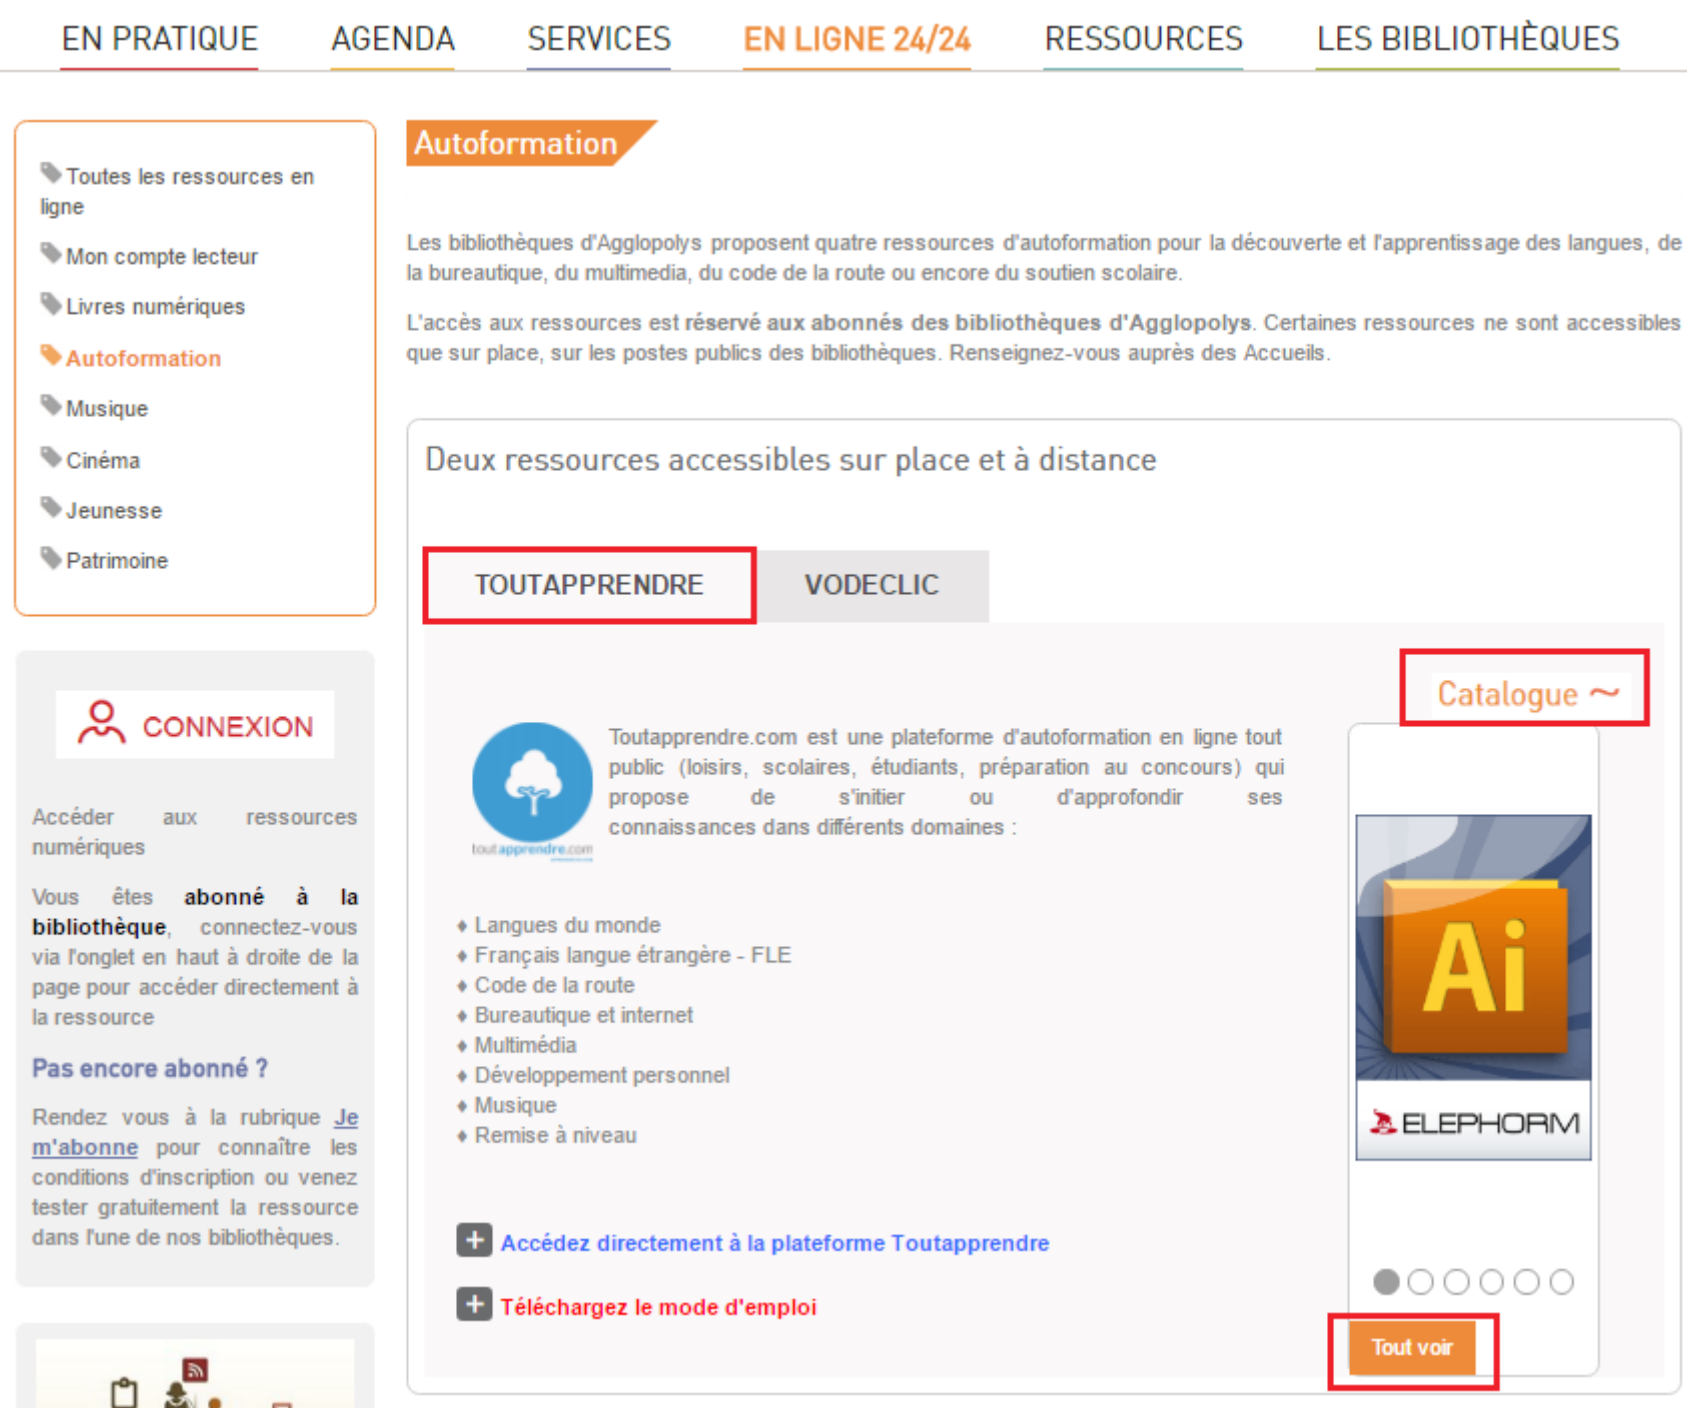 EN PRATIQUE AGENDA SERVICES EN LIGNE 24/24 RESSOURCES LES BIBLIOTHÈQUES
Toutes les ressources en
ligne
Mon compte lecteur
Livres numériques
Autoformation
Musique
Cinéma
Jeunesse
Patrimoine
CONNEXION
Accéder aux ressources
numériques
Vous êtes abonné à la
bibliothèque, connectez-vous
via l'onglet en haut à droite de la
page pour accéder directement à
la ressource
Pas encore abonné ?
Rendez vous à la rubrique Je
m'abonne pour connaître les
conditions d'inscription ou venez
tester gratuitement la ressource
dans l'une de nos bibliothèques.
Autoformation
Les bibliothèques d'Agglopolys proposent quatre ressources d'autoformation pour la découverte et l'apprentissage des langues, de
la bureautique, du multimedia, du code de la route ou encore du soutien scolaire.
L'accès aux ressources est réservé aux abonnés des bibliothèques d'Agglopolys. Certaines ressources ne sont accessibles
que sur place, sur les postes publics des bibliothèques. Renseignez-vous auprès des Accueils.
Deux ressources accessibles sur place et à distance
TOUTAPPRENDRE VODECLIC
Catalogue ~
toutapprendre.com
Toutapprendre.com est une plateforme d'autoformation en ligne tout
public (loisirs, scolaires, étudiants, préparation au concours) qui
propose de s'initier ou d'approfondir ses
connaissances dans différents domaines :
♦ Langues du monde
♦ Français langue étrangère - FLE
♦ Code de la route
♦ Bureautique et internet
♦ Multimédia
♦ Développement personnel
♦ Musique
♦ Remise à niveau
+ Accédez directement à la plateforme Toutapprendre
+ Téléchargez le mode d'emploi
Ai
ELEPHORM
Tout voir